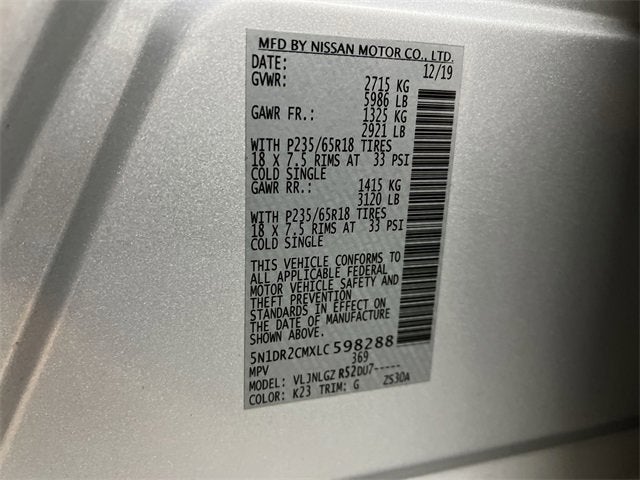 MFD BY NISSAN MOTOR CO., LTD.
DATE: 12/19
GVWR: 2715 KG
5986 LB
GAWR FR.: 1325 KG
2921 LB
WITH P235/65R18 TIRES
18 X 7.5 RIMS AT 33 PSI
COLD SINGLE
GAWR RR.: 1415 KG
3120 LB
WITH P235/65R18 TIRES
18 X 7.5 RIMS AT 33 PSI
COLD SINGLE
THIS VEHICLE CONFORMS TO
ALL APPLICABLE FEDERAL
MOTOR VEHICLE SAFETY AND
THEFT PREVENTION
STANDARDS IN EFFECT ON
THE DATE OF MANUFACTURE
SHOWN ABOVE.
5N1DR2CMXLC598288
MPV 369
MODEL: VLJNLGZ RS2DU7-----
COLOR: K23 TRIM: G ZS30A